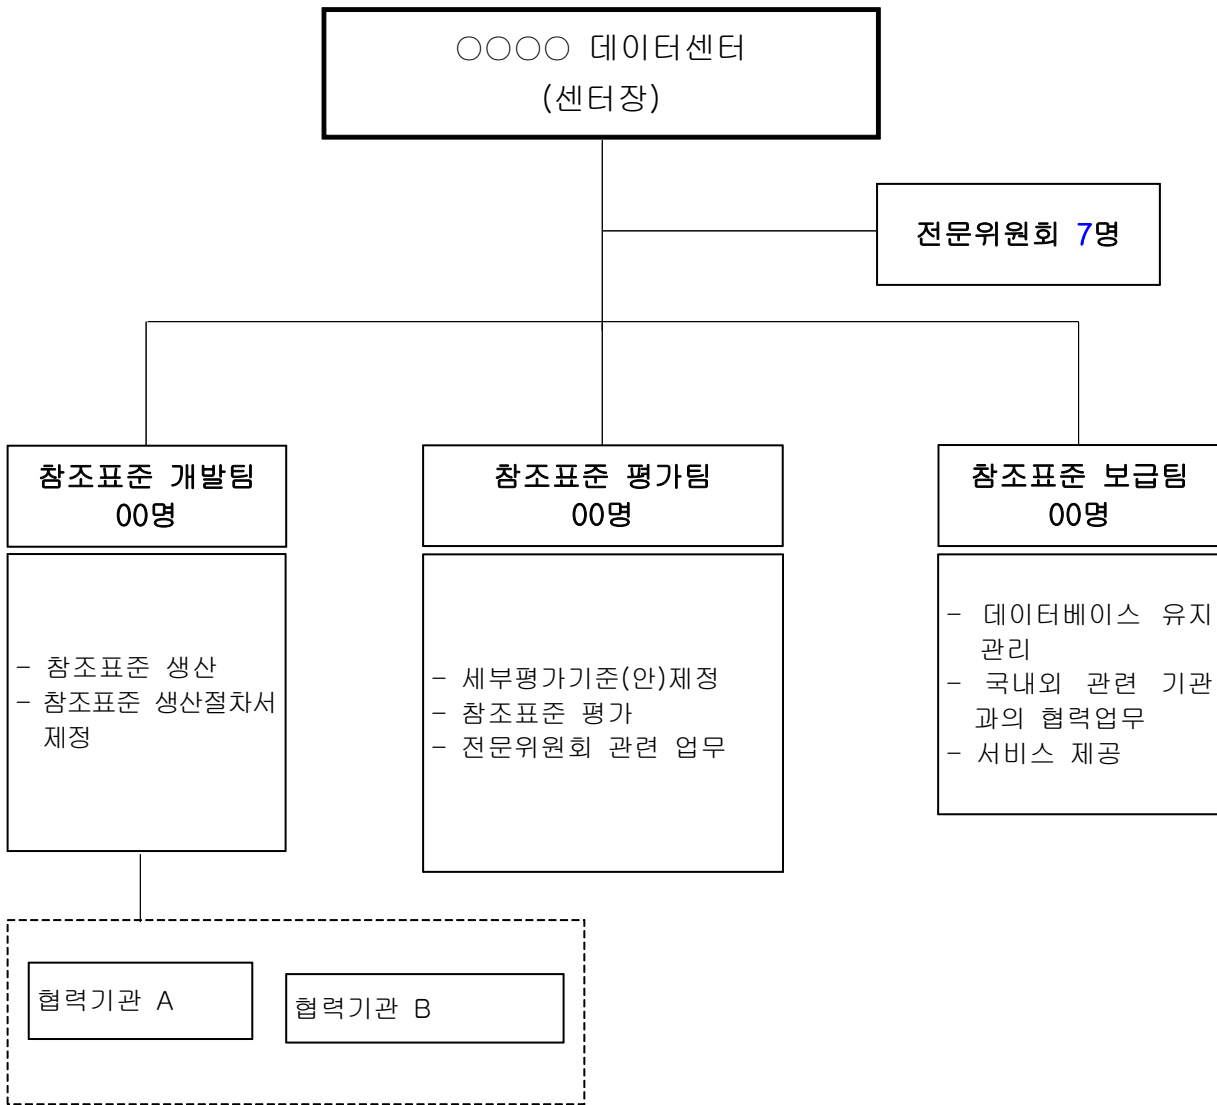 ○○○○ 데이터센터
(센터장)
전문위원회 7명
참조표준 개발팀
00명
참조표준 평가팀
00명
참조표준 보급팀
00명
- 참조표준 생산
- 참조표준 생산절차서
제정
- 세부평가기준(안)제정
- 참조표준 평가
- 전문위원회 관련 업무
- 데이터베이스 유지
관리
- 국내외 관련 기관
과의 협력업무
- 서비스 제공
협력기관 A
협력기관 B